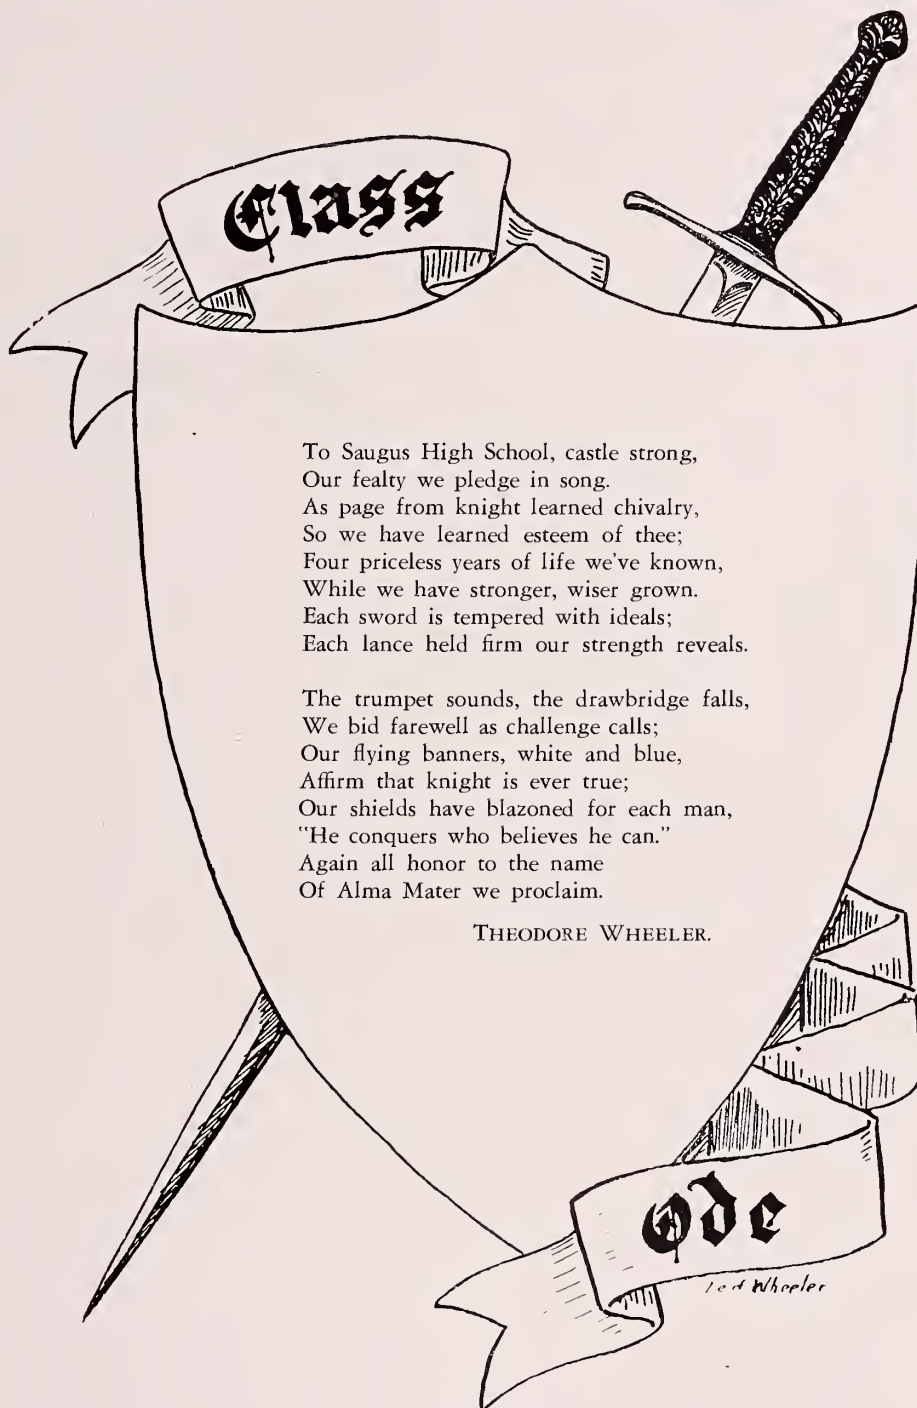 Class
To Saugus High School, castle strong,
Our fealty we pledge in song.
As page from knight learned chivalry,
So we have learned esteem of thee;
Four priceless years of life we've known,
While we have stronger, wiser grown.
Each sword is tempered with ideals;
Each lance held firm our strength reveals.
The trumpet sounds, the drawbridge falls,
We bid farewell as challenge calls;
Our flying banners, white and blue,
Affirm that knight is ever true;
Our shields have blazoned for each man,
"He conquers who believes he can."
Again all honor to the name
Of Alma Mater we proclaim.
THEODORE WHEELER.
Ode
Ted Wheeler